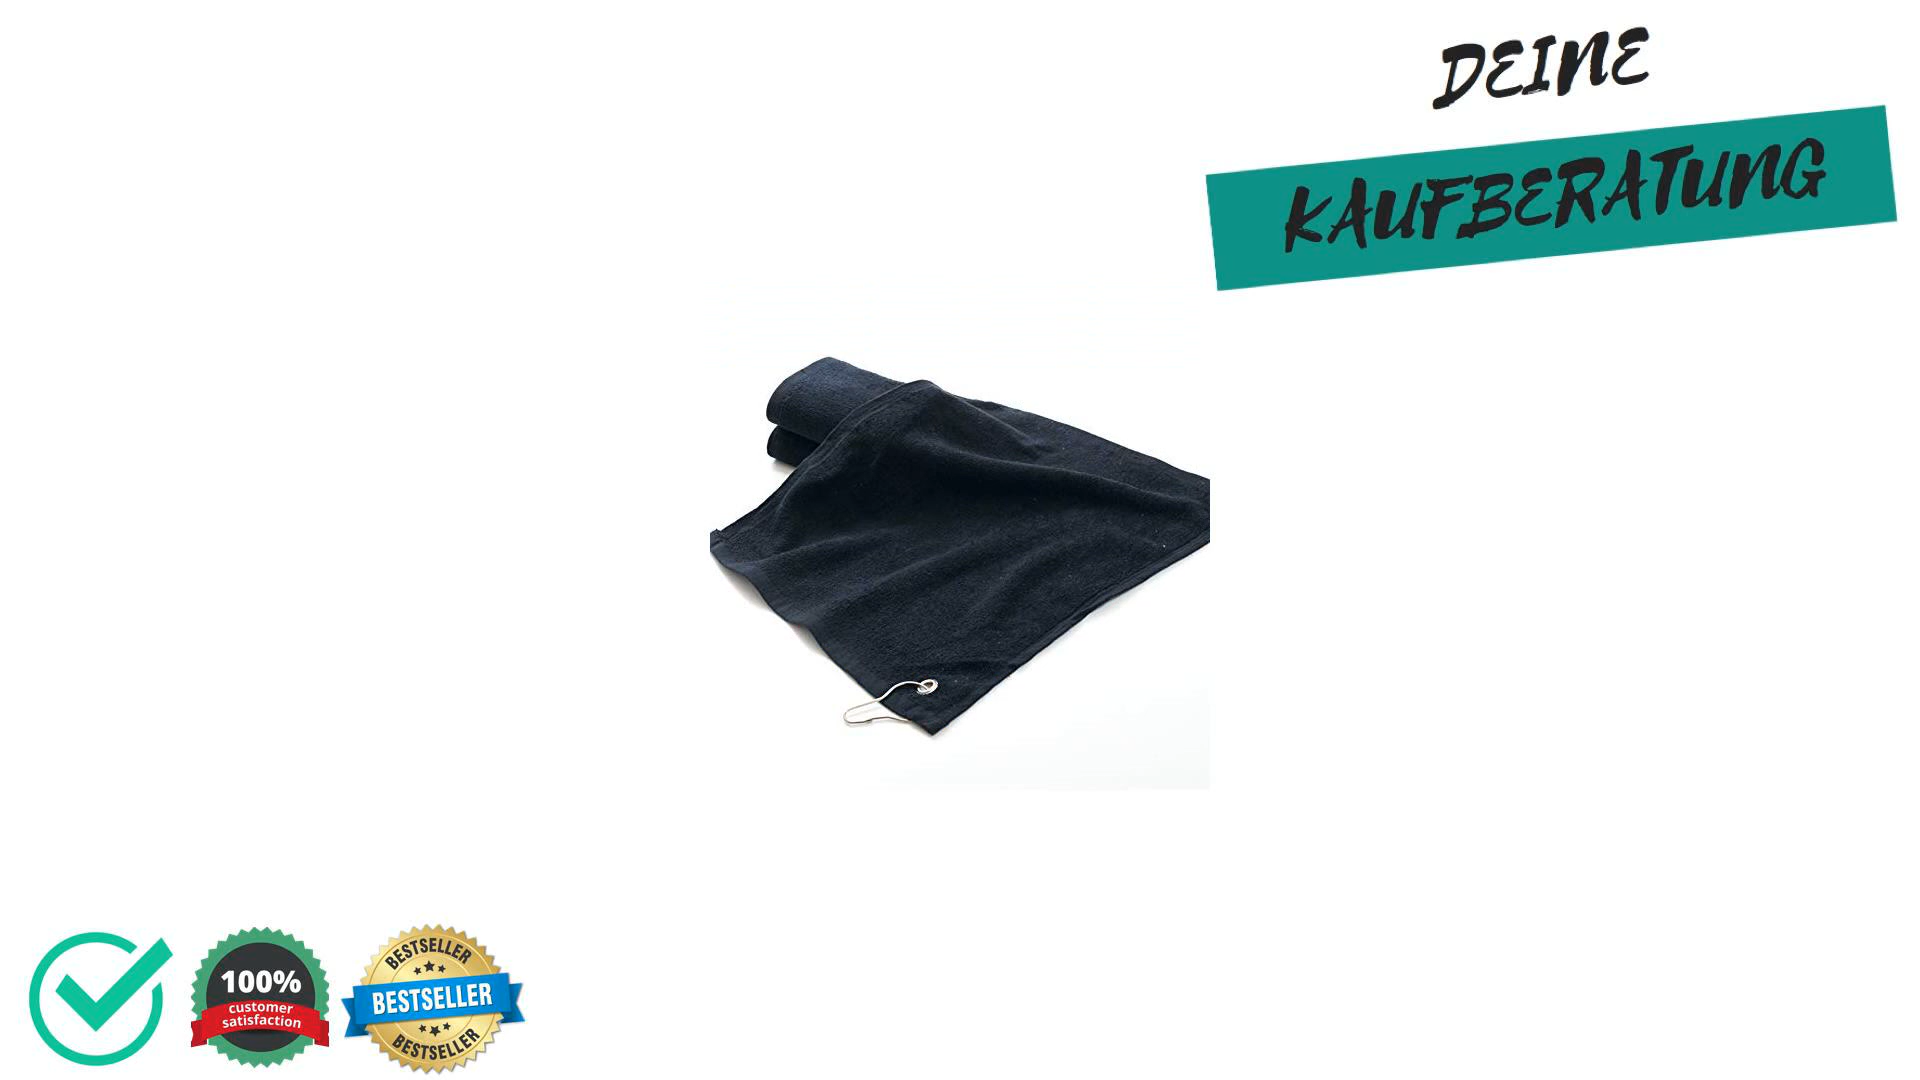 DEINE
KAUFBERATUNG
100%
customer
satisfaction
BESTSELLER
BESTSELLER
BESTSELLER